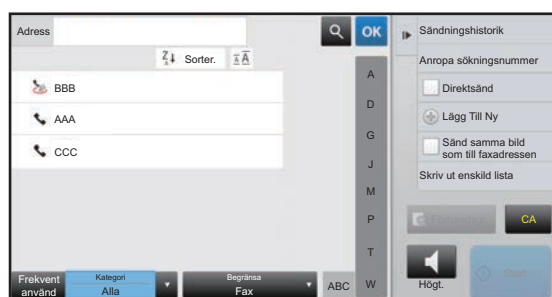 Adress
OK
Sändningshistorik
Sorter.
Anropa sökningsnummer
BBB
Direktsänd
AAA
Lägg Till Ny
CCC
Sänd samma bild
som till faxadressen
Skriv ut enskild lista
A
D
G
J
M
P
T
W
CA
Högt.
Start
Frekvent
använd
Kategori
Alla
Begränsa
Fax
ABC